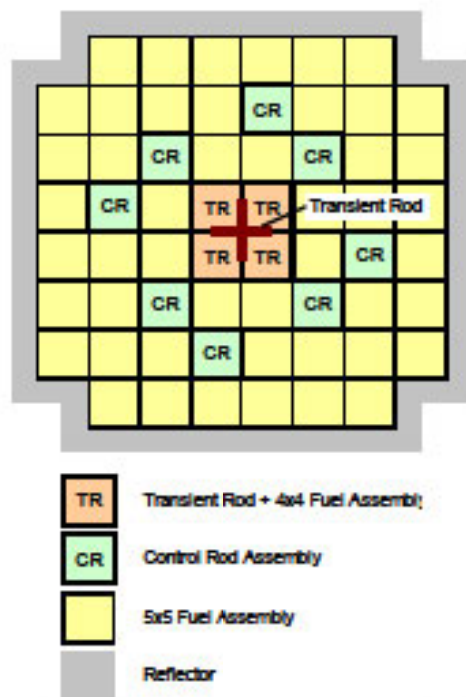 CR
CR CR
CR TR TR Transient Rod
TR TR CR
CR CR
CR
TR Transient Rod + 4x4 Fuel Assembly
CR Control Rod Assembly
5x5 Fuel Assembly
Reflector